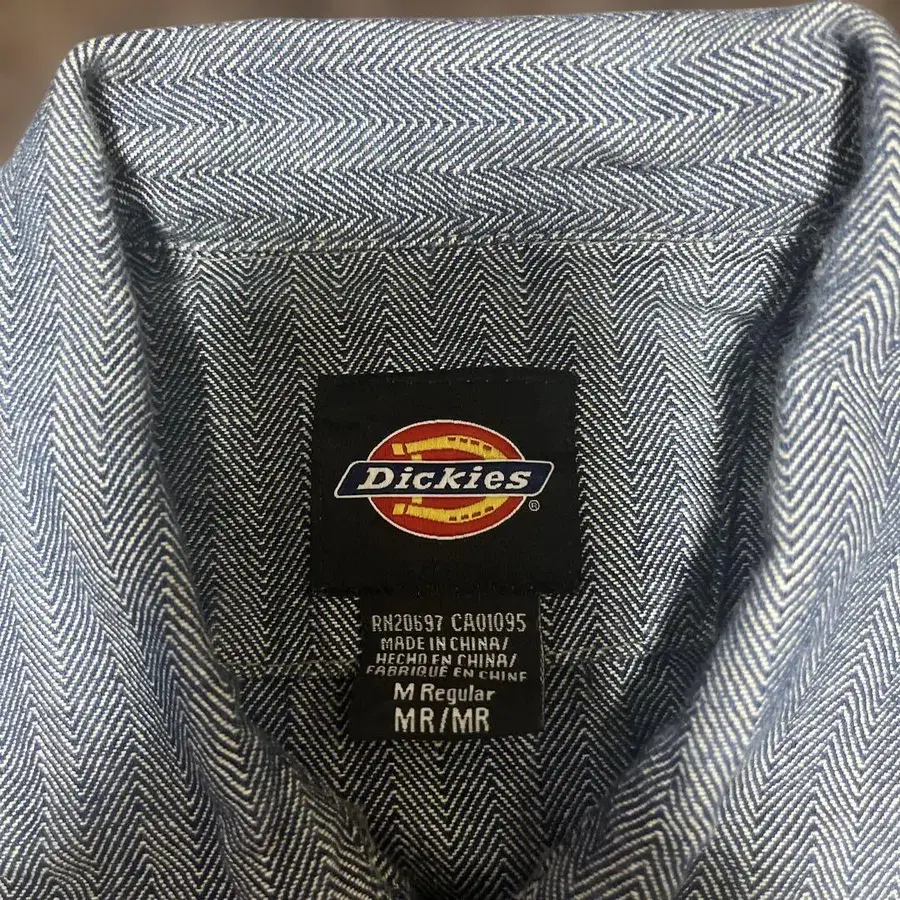 Dickies
®
RN20697 CA01095
MADE IN CHINA/
HECHO EN CHINA/
FABRIQUÉ EN CHINE
M Regular
MR/MR